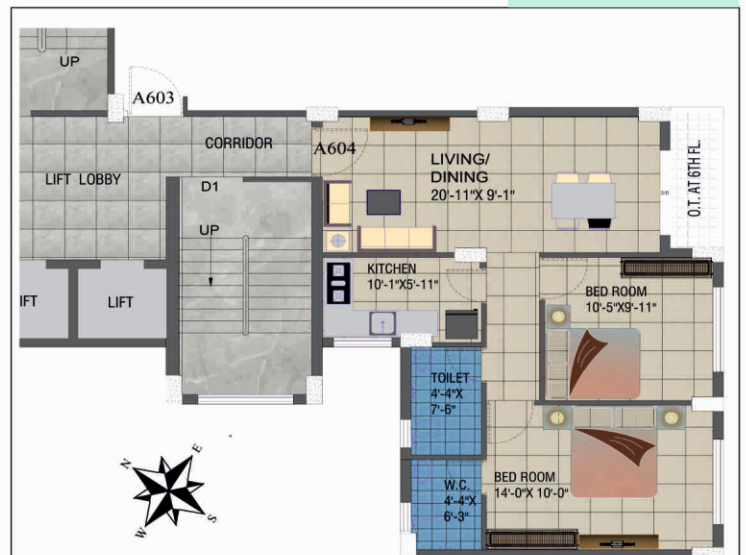 UP
A603
CORRIDOR
A604
LIFT LOBBY
D1
UP
LIVING/
DINING
20'-11"X 9'-1"
O.T. AT 6TH FL.
KITCHEN
10'-1"X5'-11"
BED ROOM
10'-5"X9'-11"
IFT
LIFT
TOILET
4'-4"X
7'-6"
W.C.
4'-4"X
6'-3"
BED ROOM
14'-0"X 10'-0"
N
E
W
S